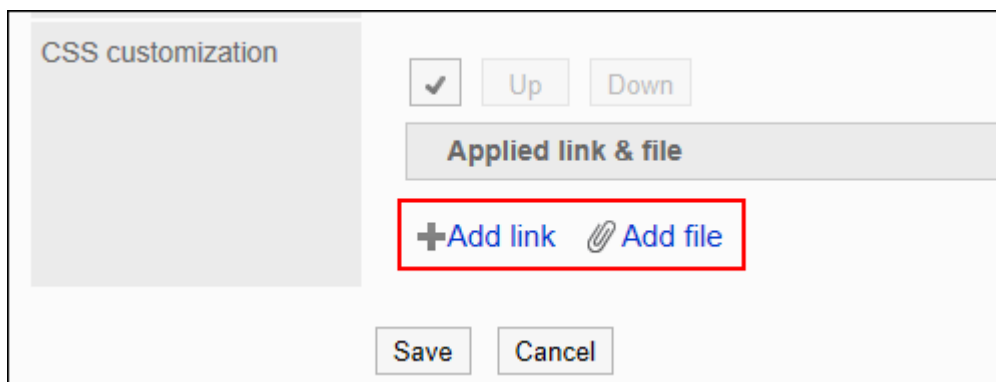 CSS customization
Up Down
Applied link & file
Add link Add file
Save Cancel